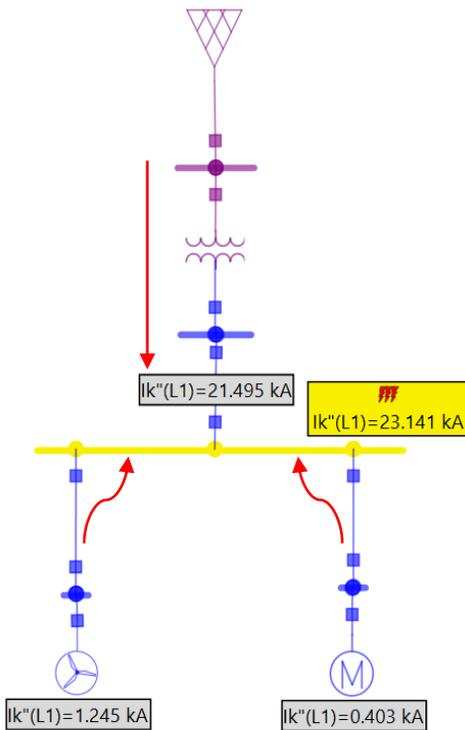 Ik"(L1)=21.495 kA
Ik"(L1)=23.141 kA
M
Ik"(L1)=1.245 kA
Ik"(L1)=0.403 kA